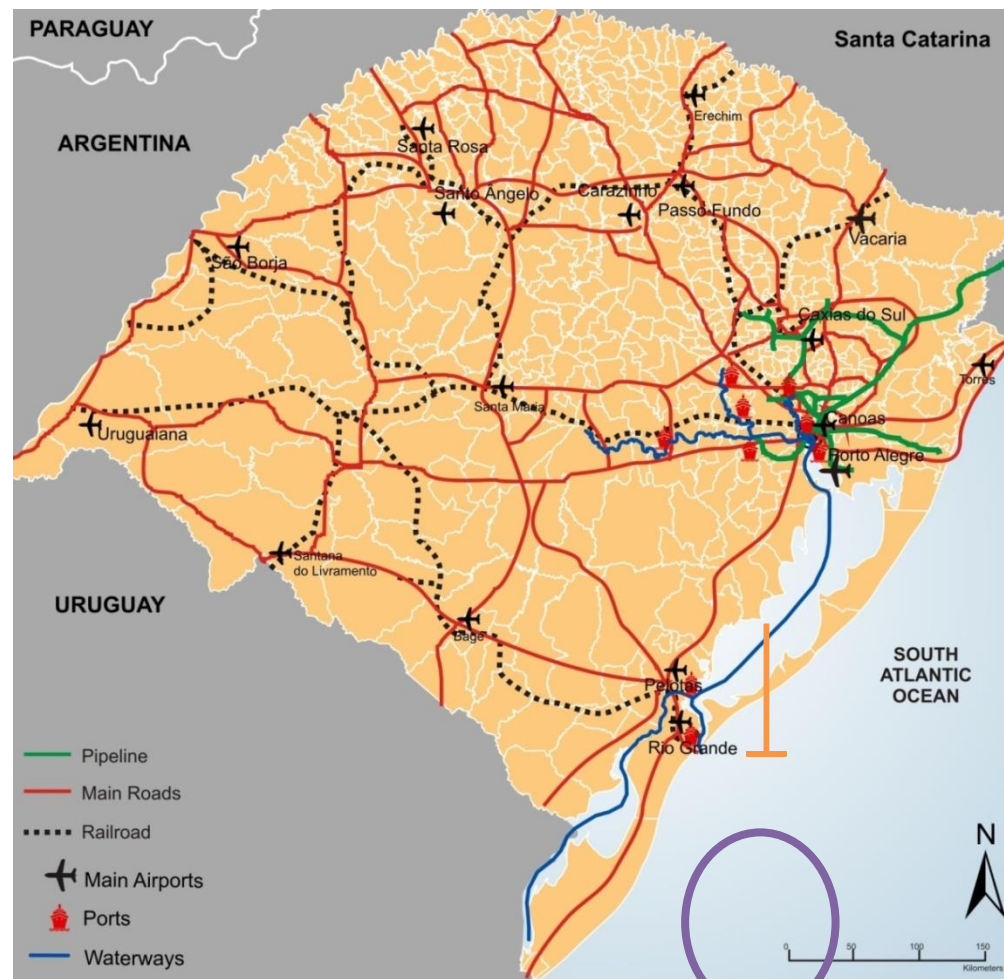 PARAGUAY
Santa Catarina
ARGENTINA
Erechim
Santa Rosa
Santo Ângelo
Carazinho
Passo Fundo
Vacaria
São Borja
Caxias do Sul
Torres
Santa Maria
Canoas
Uruguaiana
Porto Alegre
Santana
do Livramento
URUGUAY
Bagé
SOUTH
ATLANTIC
OCEAN
Pelotas
Rio Grande
Pipeline
Main Roads
Railroad
Main Airports
Ports
Waterways
N
0 50 100 150
Kilometers